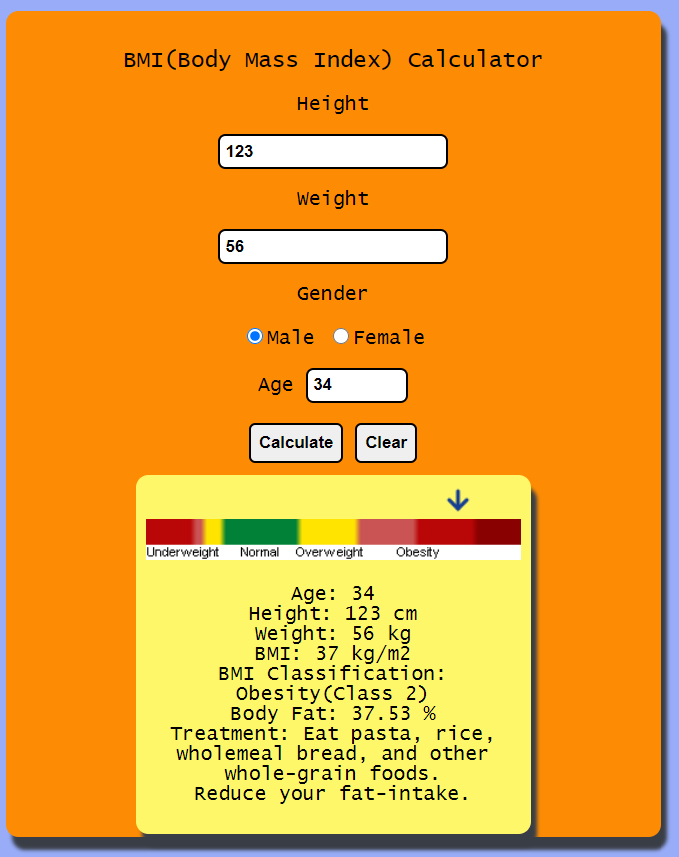 BMI(Body Mass Index) Calculator
Height
123
Weight
56
Gender
Male Female
Age 34
Calculate Clear
Underweight Normal Overweight Obesity
Age: 34
Height: 123 cm
Weight: 56 kg
BMI: 37 kg/m2
BMI Classification:
Obesity(Class 2)
Body Fat: 37.53 %
Treatment: Eat pasta, rice,
wholemeal bread, and other
whole-grain foods.
Reduce your fat-intake.